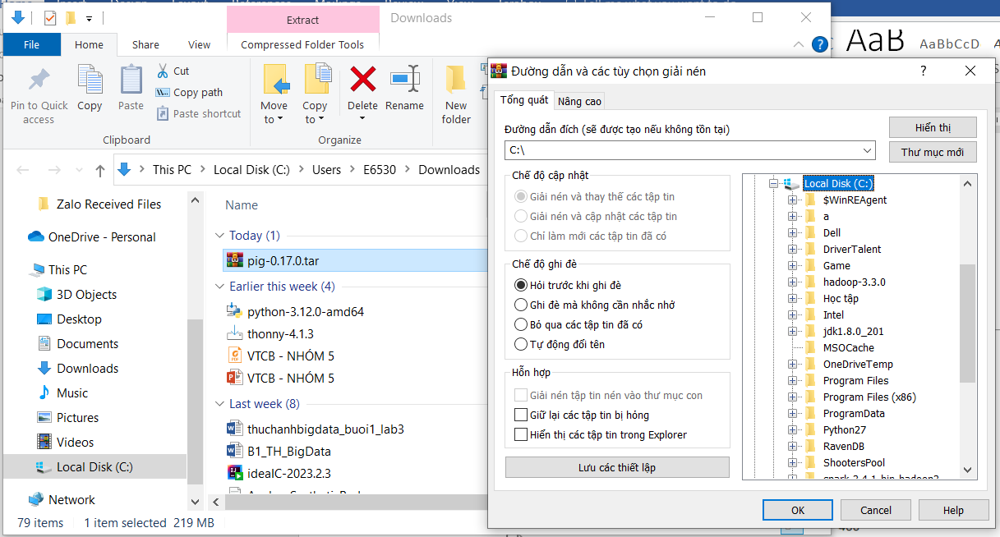 Extract
Downloads
File
Home
Share
View
Compressed Folder Tools
Pin to Quick access
Copy
Paste
Cut
Copy path
Paste shortcut
Move to
Copy to
Delete
Rename
New folder
Clipboard
Organize
AaB
AaBbCcD
This PC
Local Disk (C:)
Users
E6530
Downloads
Zalo Received Files
OneDrive - Personal
This PC
3D Objects
Desktop
Documents
Downloads
Music
Pictures
Videos
Local Disk (C:)
Network
Name
Today (1)
pig-0.17.0.tar
Earlier this week (4)
python-3.12.0-amd64
thonny-4.1.3
VTCB - NHÓM 5
VTCB - NHÓM 5
Last week (8)
thuchanhbigdata_buoi1_lab3
B1_TH_BigData
ideaIC-2023.2.3
79 items
1 item selected 219 MB
Đường dẫn và các tùy chọn giải nén
?
Tổng quát
Nâng cao
Đường dẫn đích (sẽ được tạo nếu không tồn tại)
Hiển thị
C:\
Thư mục mới
Chế độ cập nhật
Giải nén và thay thế các tập tin
Giải nén và cập nhật các tập tin
Chỉ làm mới các tập tin đã có
Chế độ ghi đè
Hỏi trước khi ghi đè
Ghi đè mà không cần nhắc nhở
Bỏ qua các tập tin đã có
Tự động đổi tên
Hỗn hợp
Giải nén tập tin nén vào thư mục con
Giữ lại các tập tin bị hỏng
Hiển thị các tập tin trong Explorer
Lưu các thiết lập
Local Disk (C:)
$WinREAgent
a
Dell
DriverTalent
Game
hadoop-3.3.0
Học tập
Intel
jdk1.8.0_201
MSOCache
OneDriveTemp
Program Files
Program Files (x86)
ProgramData
Python27
RavenDB
ShootersPool
OK
Cancel
Help